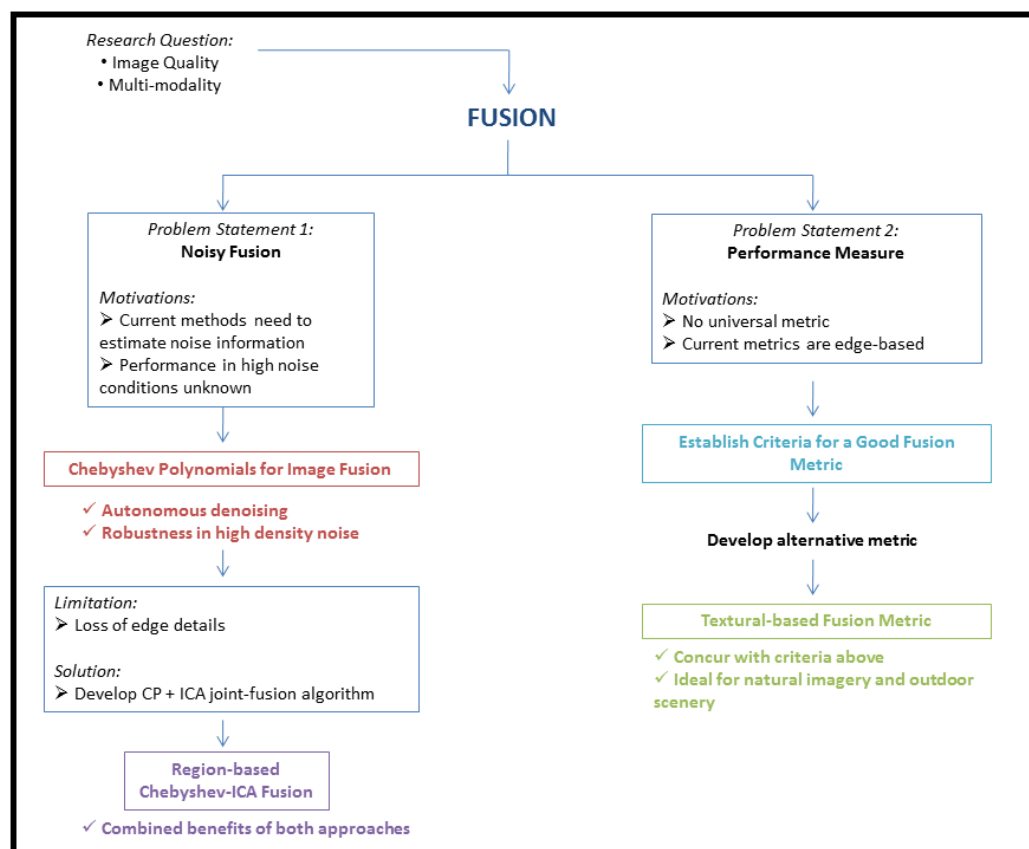 Research Question:
• Image Quality
• Multi-modality
FUSION
Problem Statement 1:
Noisy Fusion
Motivations:
➢ Current methods need to
estimate noise information
➢ Performance in high noise
conditions unknown
Chebyshev Polynomials for Image Fusion
✓ Autonomous denoising
✓ Robustness in high density noise
Limitation:
➢ Loss of edge details
Solution:
➢ Develop CP + ICA joint-fusion algorithm
Region-based
Chebyshev-ICA Fusion
✓ Combined benefits of both approaches
Problem Statement 2:
Performance Measure
Motivations:
➢ No universal metric
➢ Current metrics are edge-based
Establish Criteria for a Good Fusion
Metric
Develop alternative metric
Textural-based Fusion Metric
✓ Concur with criteria above
✓ Ideal for natural imagery and outdoor
scenery